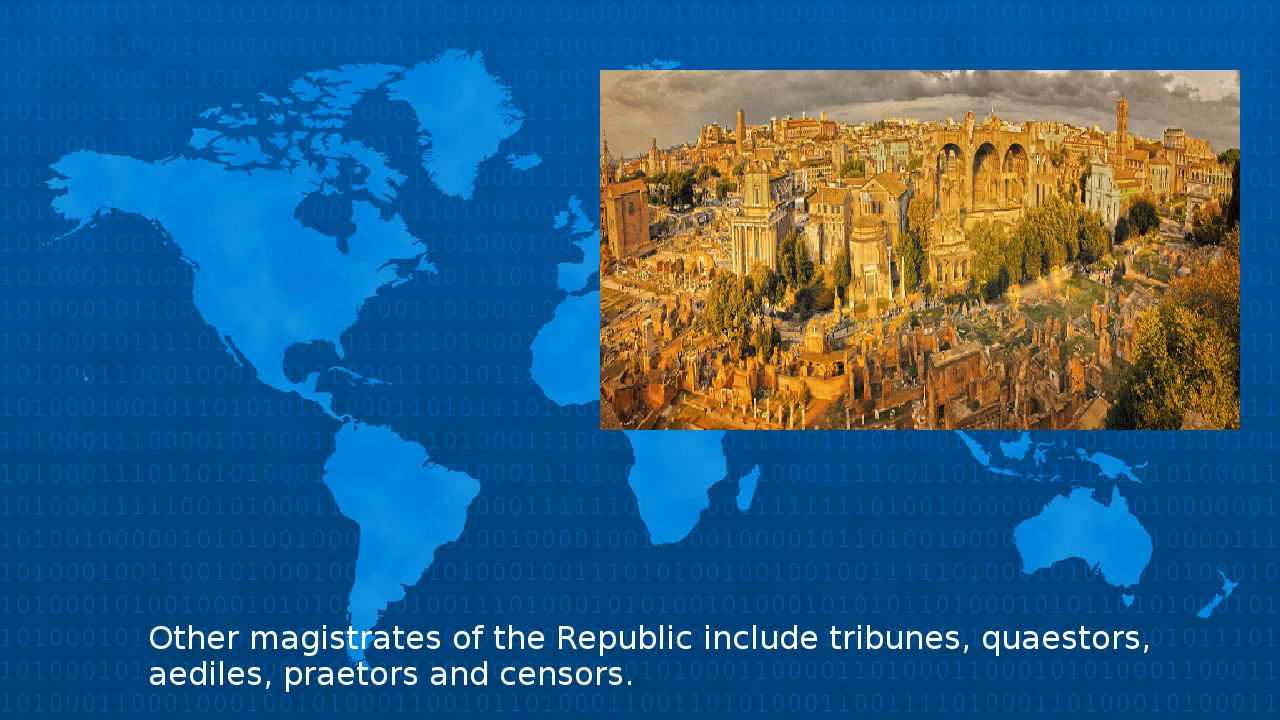 Other magistrates of the Republic include tribunes, quaestors,
aediles, praetors and censors.